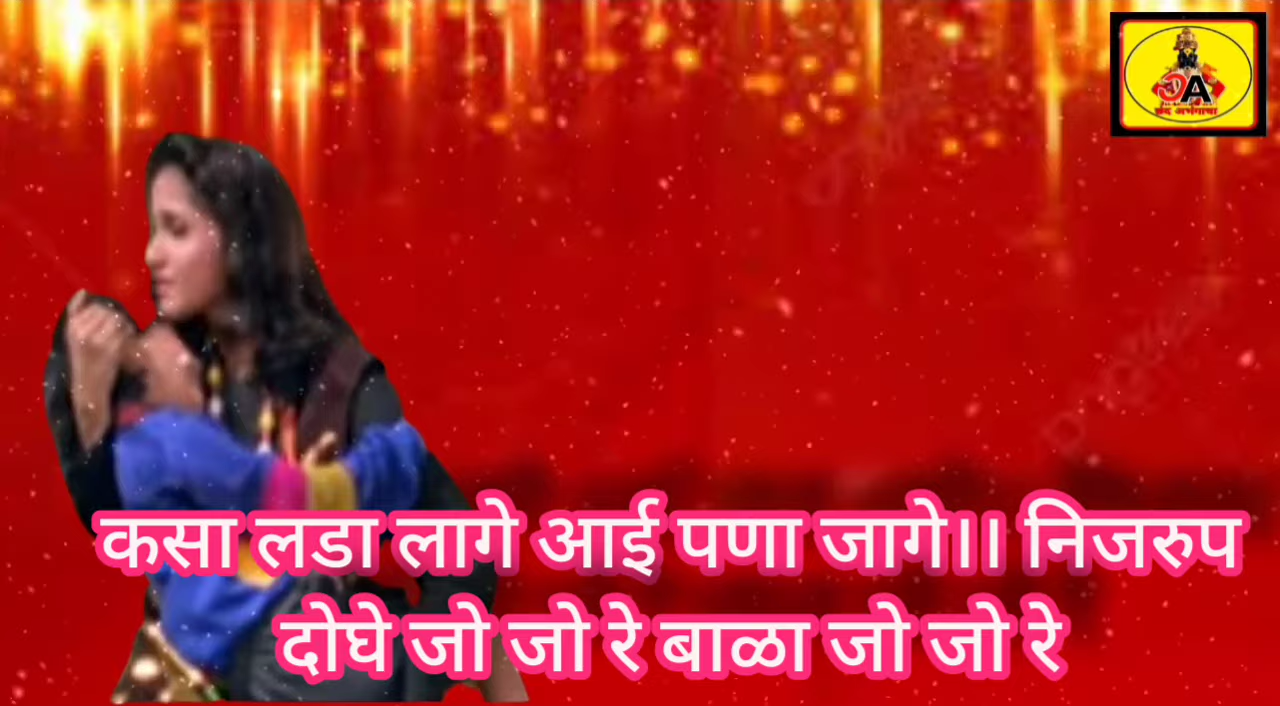 कसा लडा लागे आई पणा जागे।। निजरुप
दोघे जो जो रे बाळा जो जो रे